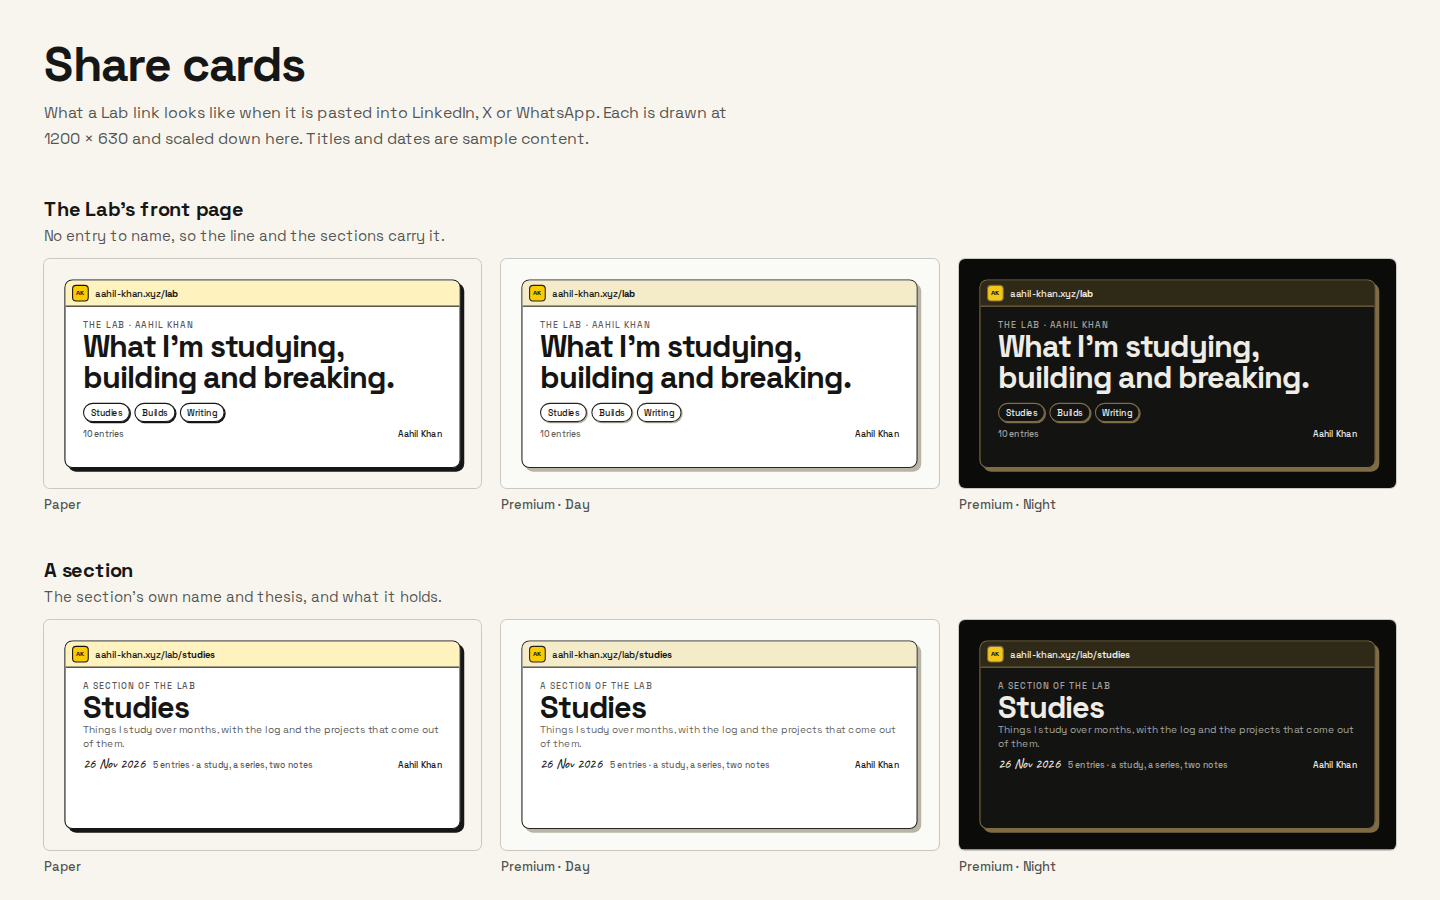 Share cards
What a Lab link looks like when it is pasted into LinkedIn, X or WhatsApp. Each is drawn at
1200 × 630 and scaled down here. Titles and dates are sample content.
The Lab's front page
No entry to name, so the line and the sections carry it.
AK aahil-khan.xyz/lab
THE LAB · AAHIL KHAN
What I'm studying,
building and breaking.
Studies Builds Writing
10 entries Aahil Khan
Paper
AK aahil-khan.xyz/lab
THE LAB · AAHIL KHAN
What I'm studying,
building and breaking.
Studies Builds Writing
10 entries Aahil Khan
Premium · Day
AK aahil-khan.xyz/lab
THE LAB · AAHIL KHAN
What I'm studying,
building and breaking.
Studies Builds Writing
10 entries Aahil Khan
Premium · Night
A section
The section's own name and thesis, and what it holds.
AK aahil-khan.xyz/lab/studies
A SECTION OF THE LAB
Studies
Things I study over months, with the log and the projects that come out
of them.
26 Nov 2026 5 entries · a study, a series, two notes Aahil Khan
Paper
AK aahil-khan.xyz/lab/studies
A SECTION OF THE LAB
Studies
Things I study over months, with the log and the projects that come out
of them.
26 Nov 2026 5 entries · a study, a series, two notes Aahil Khan
Premium · Day
AK aahil-khan.xyz/lab/studies
A SECTION OF THE LAB
Studies
Things I study over months, with the log and the projects that come out
of them.
26 Nov 2026 5 entries · a study, a series, two notes Aahil Khan
Premium · Night